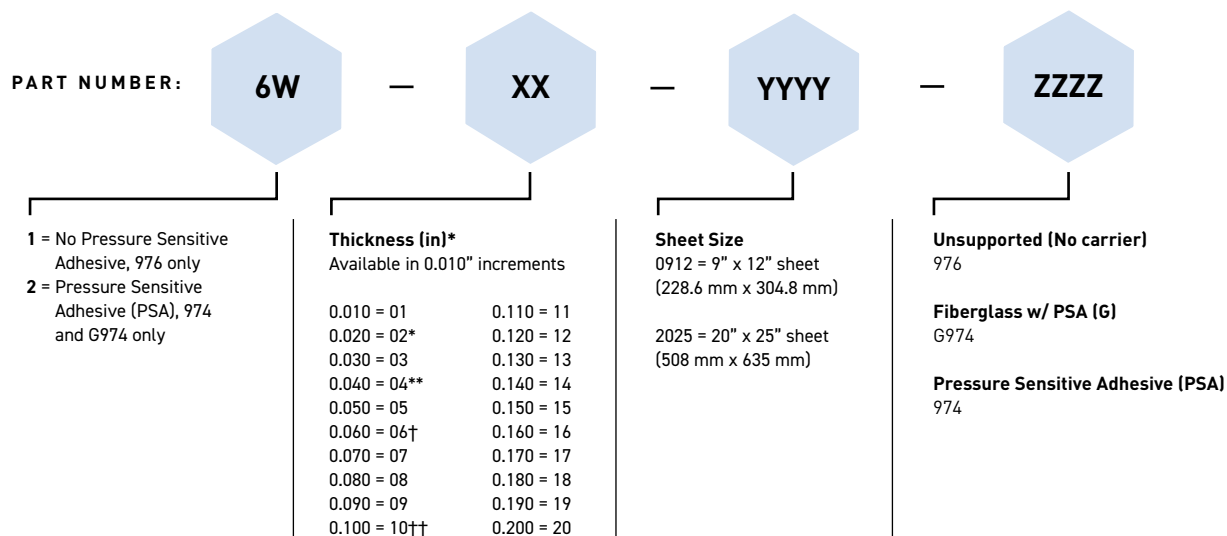 PART NUMBER: 6W — XX — YYYY — ZZZZ
1 = No Pressure Sensitive
Adhesive, 976 only
2 = Pressure Sensitive
Adhesive (PSA), 974
and G974 only
Thickness (in)*
Available in 0.010” increments
0.010 = 01
0.020 = 02*
0.030 = 03
0.040 = 04**
0.050 = 05
0.060 = 06†
0.070 = 07
0.080 = 08
0.090 = 09
0.100 = 10††
0.110 = 11
0.120 = 12
0.130 = 13
0.140 = 14
0.150 = 15
0.160 = 16
0.170 = 17
0.180 = 18
0.190 = 19
0.200 = 20
Sheet Size
0912 = 9” x 12” sheet
(228.6 mm x 304.8 mm)
2025 = 20” x 25” sheet
(508 mm x 635 mm)
Unsupported (No carrier)
976
Fiberglass w/ PSA (G)
G974
Pressure Sensitive Adhesive (PSA)
974